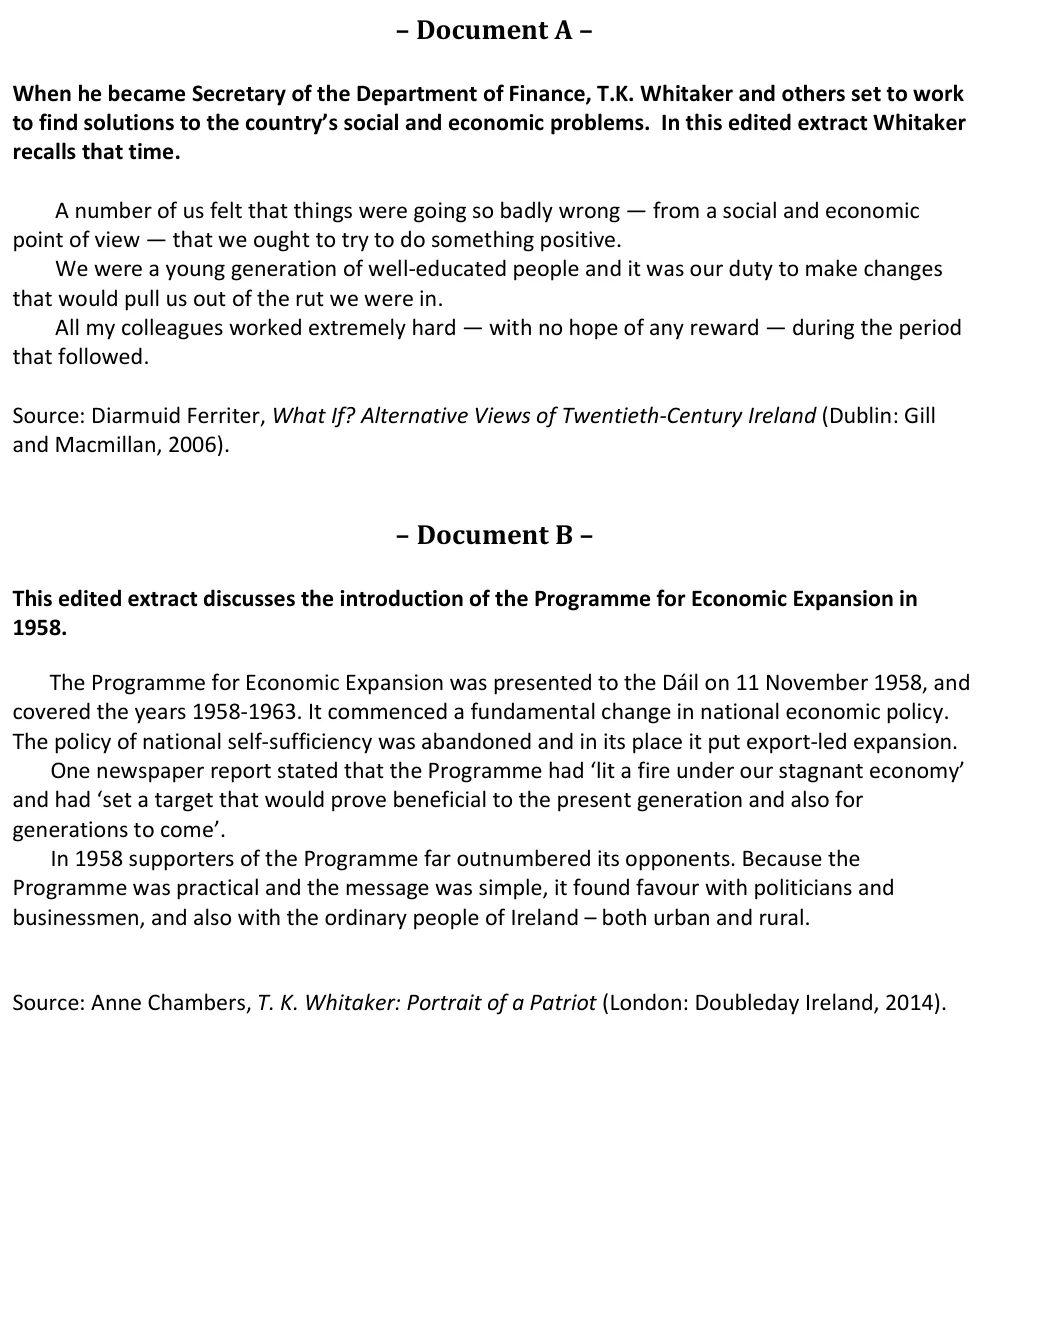 – Document A –
When he became Secretary of the Department of Finance, T.K. Whitaker and others set to work
to find solutions to the country’s social and economic problems.  In this edited extract Whitaker
recalls that time.
A number of us felt that things were going so badly wrong — from a social and economic
point of view — that we ought to try to do something positive.
We were a young generation of well-educated people and it was our duty to make changes
that would pull us out of the rut we were in.
All my colleagues worked extremely hard — with no hope of any reward — during the period
that followed.
Source: Diarmuid Ferriter, What If? Alternative Views of Twentieth-Century Ireland (Dublin: Gill
and Macmillan, 2006).
– Document B –
This edited extract discusses the introduction of the Programme for Economic Expansion in
1958.
The Programme for Economic Expansion was presented to the Dáil on 11 November 1958, and
covered the years 1958-1963. It commenced a fundamental change in national economic policy.
The policy of national self-sufficiency was abandoned and in its place it put export-led expansion.
One newspaper report stated that the Programme had ‘lit a fire under our stagnant economy’
and had ‘set a target that would prove beneficial to the present generation and also for
generations to come’.
In 1958 supporters of the Programme far outnumbered its opponents. Because the
Programme was practical and the message was simple, it found favour with politicians and
businessmen, and also with the ordinary people of Ireland – both urban and rural.
Source: Anne Chambers, T. K. Whitaker: Portrait of a Patriot (London: Doubleday Ireland, 2014).